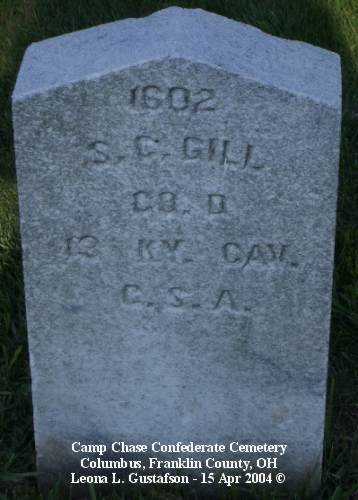 1602
S. C. GILL
CO. D
13 KY. CAV.
C. S. A.
Camp Chase Confederate Cemetery
Columbus, Franklin County, OH
Leona L. Gustafson - 15 Apr 2004 ©